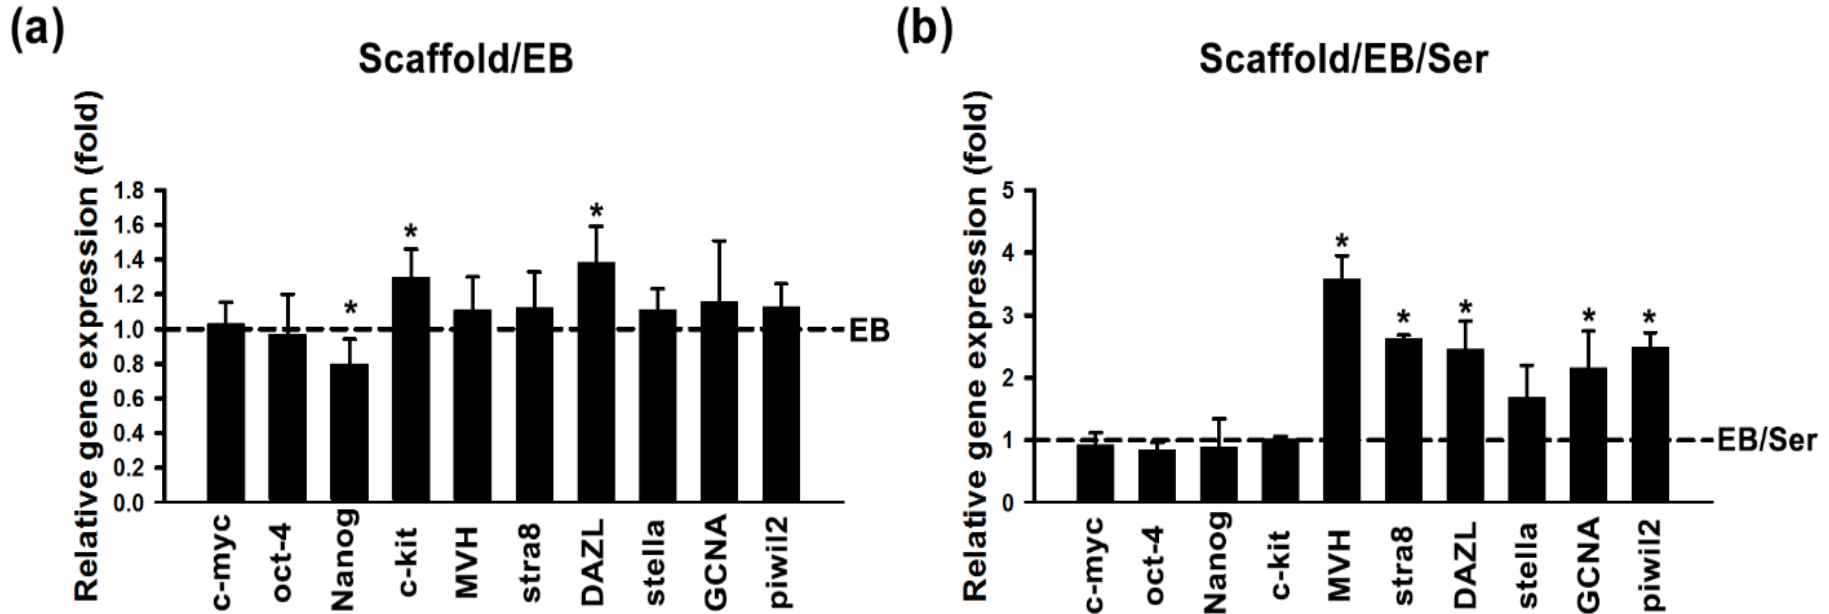 (a)
Scaffold/EB
Relative gene expression (fold)
1.8
1.6
1.4
1.2
1.0
0.8
0.6
0.4
0.2
0.0
*
*
*
EB
c-myc
oct-4
Nanog
c-kit
MVH
stra8
DAZL
stella
GCNA
piwil2
(b)
Scaffold/EB/Ser
Relative gene expression (fold)
5
4
3
2
1
0
*
*
*
*
*
EB/Ser
c-myc
oct-4
Nanog
c-kit
MVH
stra8
DAZL
stella
GCNA
piwil2